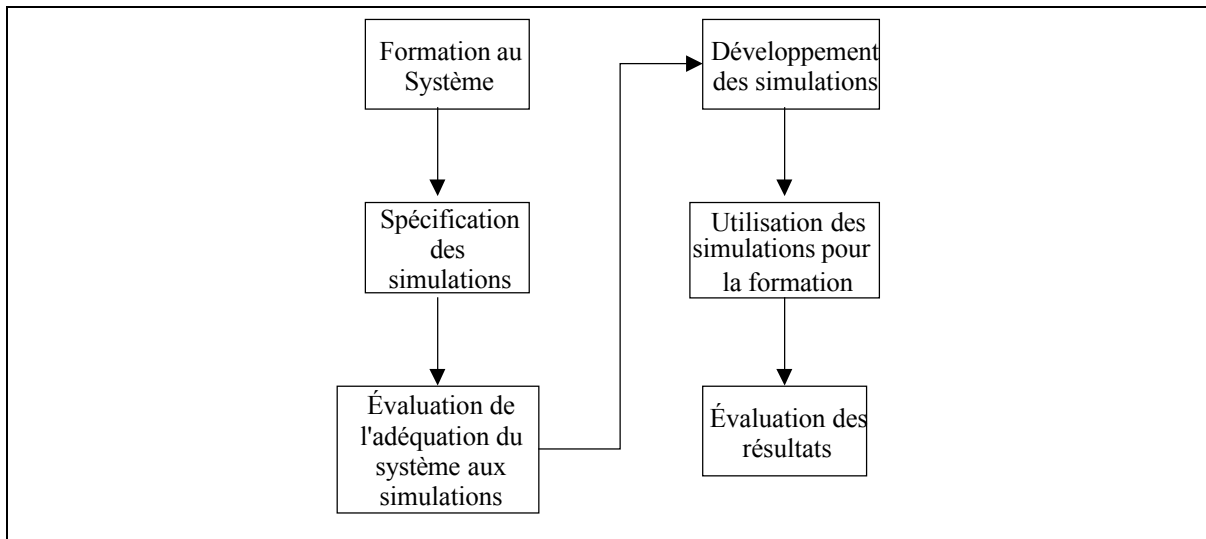 Formation au
Système
Spécification
des
simulations
Évaluation de
l'adéquation du
système aux
simulations
Développement
des simulations
Utilisation des
simulations pour
la formation
Évaluation des
résultats